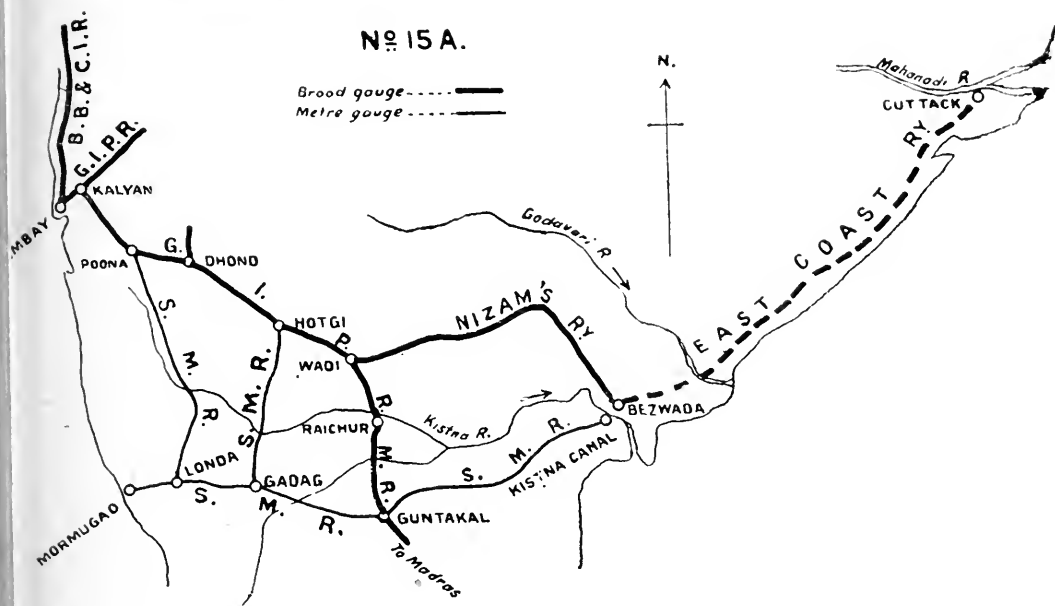 Nº 15 A.
Brood gauge
Metre gauge
N.
B.B. & C.I.R.
G.I.P.R.
KALYAN
MBAY
POONA
G.
DHOND
I.
HOTGI
P.
WADI
R.
RAICHUR
M. R.
NIZAM'S RY.
Godavari R
Mahanadi R
CUTTACK
EAST COAST RY.
BEZWADA
KISTNA CANAL
Kistna R.
S. M. R.
S. M. R.
S. M. R.
LONDA
GADAG
S. M. R.
GUNTAKAL
MORMUGAO
To Madras